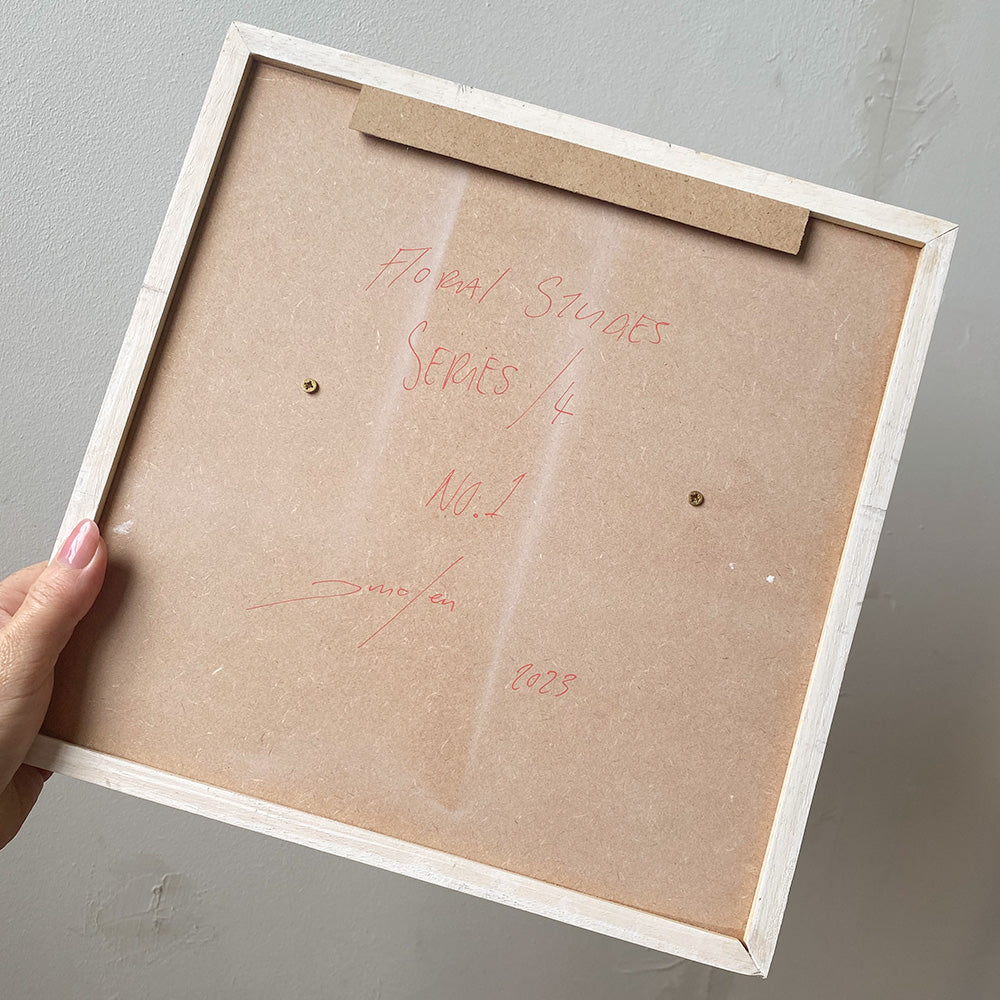 FlORAl STUDIES
SERIES /4
No.1
2023